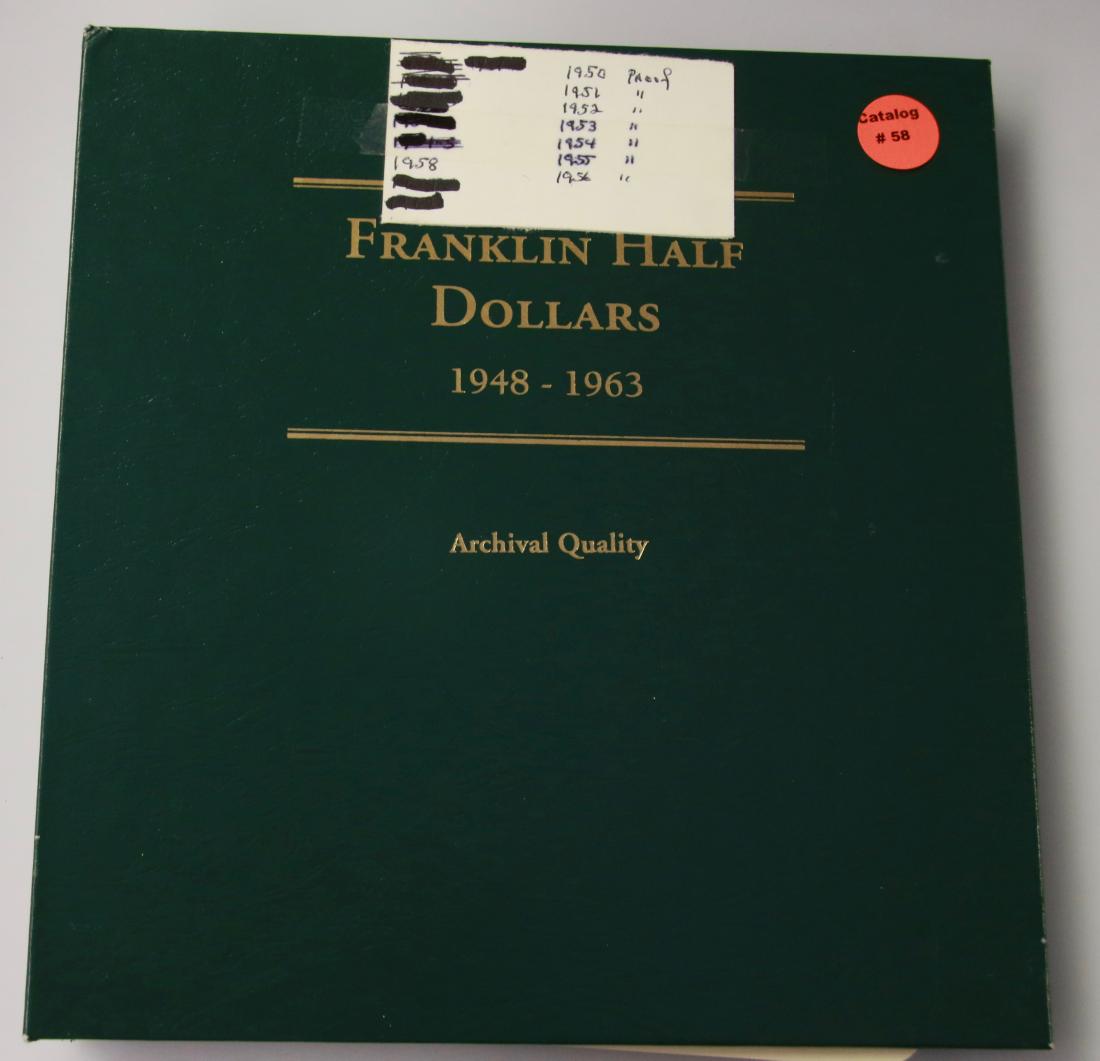 1950 Proof
1951 "
1952 "
1953 "
1954 "
1958
1955 "
1956 "
Catalog
# 58
FRANKLIN HALF
DOLLARS
1948 - 1963
Archival Quality